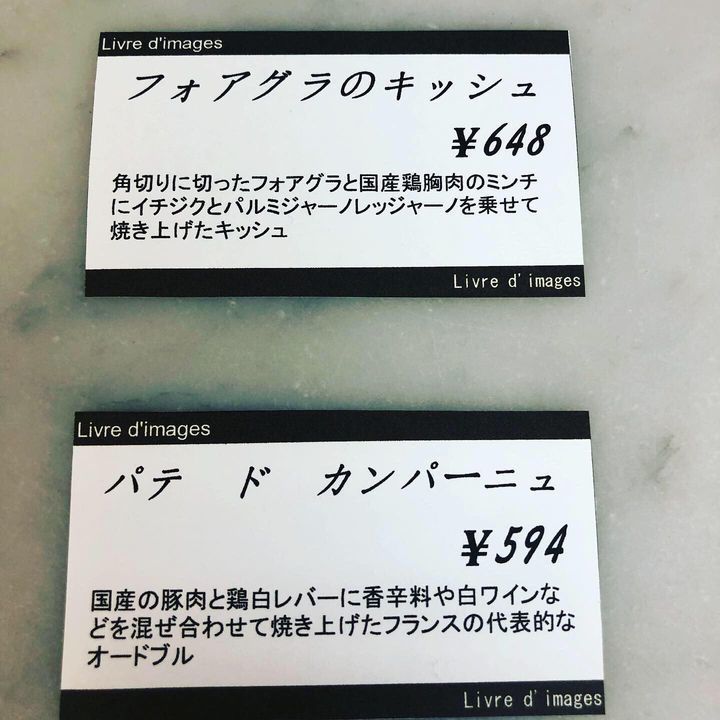 Livre d'images
フォアグラのキッシュ
¥648
角切りに切ったフォアグラと国産鶏胸肉のミンチ
にイチジクとパルミジャーノレッジャーノを乗せて
焼き上げたキッシュ
Livre d'images
Livre d'images
パテ　ド　カンパーニュ
¥594
国産の豚肉と鶏白レバーに香辛料や白ワインな
どを混ぜ合わせて焼き上げたフランスの代表的な
オードブル
Livre d'images